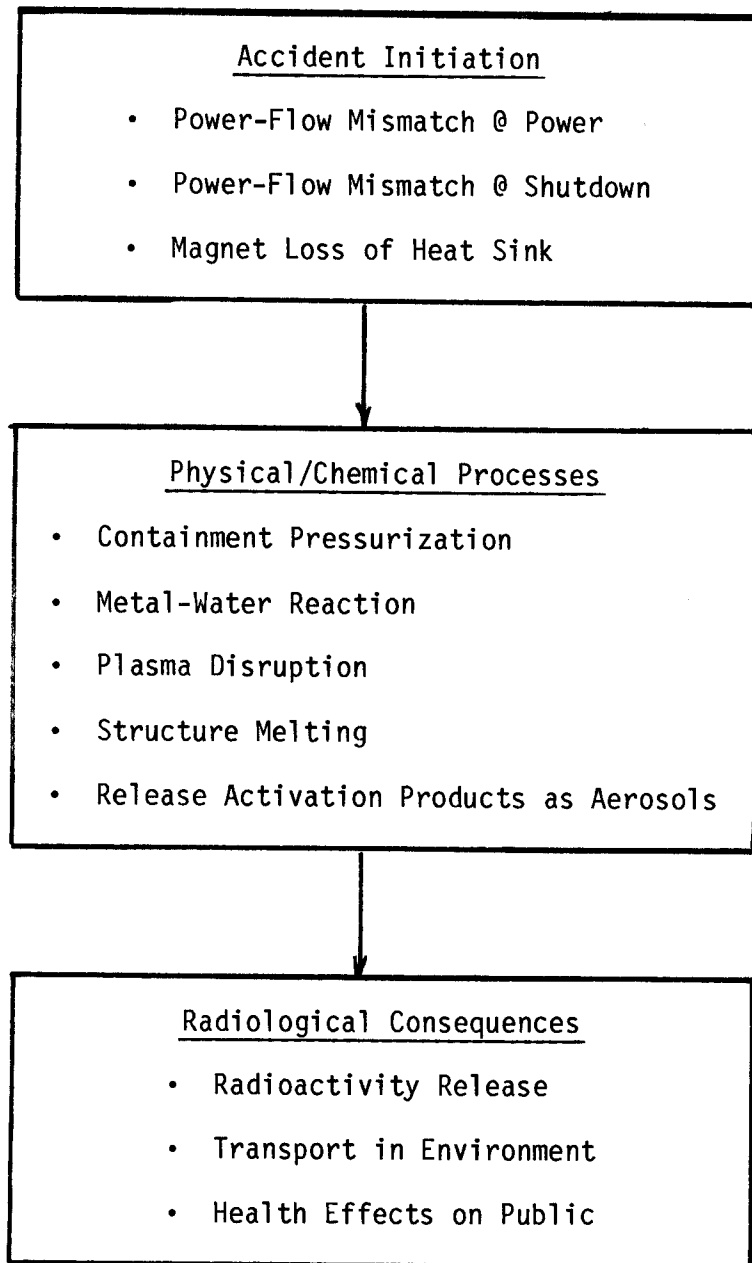 Accident Initiation
• Power-Flow Mismatch @ Power
• Power-Flow Mismatch @ Shutdown
• Magnet Loss of Heat Sink
Physical/Chemical Processes
• Containment Pressurization
• Metal-Water Reaction
• Plasma Disruption
• Structure Melting
• Release Activation Products as Aerosols
Radiological Consequences
• Radioactivity Release
• Transport in Environment
• Health Effects on Public